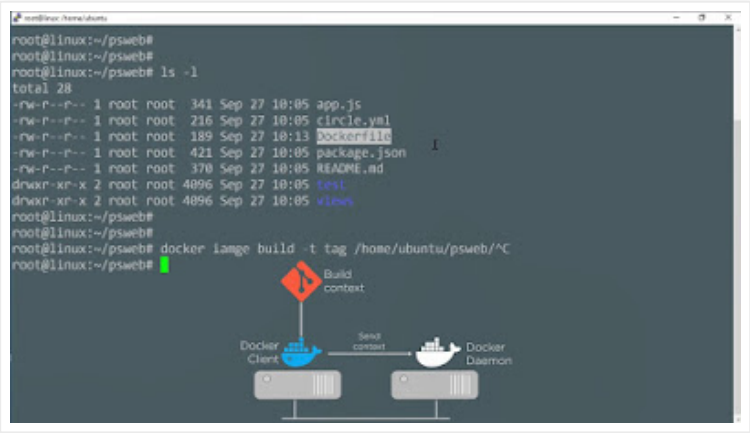 root@linux: /home/ubuntu
root@linux:~/psweb#
root@linux:~/psweb#
root@linux:~/psweb# ls -l
total 28
-rw-r--r-- 1 root root 341 Sep 27 10:05 app.js
-rw-r--r-- 1 root root 216 Sep 27 10:05 circle.yml
-rw-r--r-- 1 root root 189 Sep 27 10:13 Dockerfile
-rw-r--r-- 1 root root 421 Sep 27 10:05 package.json
-rw-r--r-- 1 root root 370 Sep 27 10:05 README.md
drwxr-xr-x 2 root root 4096 Sep 27 10:05 test
drwxr-xr-x 2 root root 4096 Sep 27 10:05 views
root@linux:~/psweb#
root@linux:~/psweb#
root@linux:~/psweb# docker iamge build -t tag /home/ubuntu/psweb/^C
root@linux:~/psweb#
Build
context
Docker
Client
Send
context
Docker
Daemon